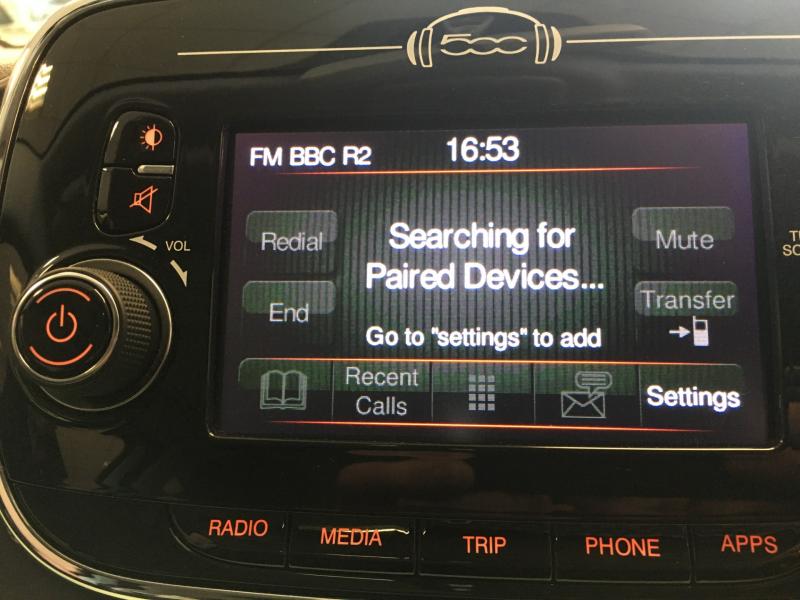 500
FM BBC R2
16:53
Redial
Searching for
Paired Devices...
Mute
End
Go to "settings" to add
Transfer
Recent
Calls
Settings
VOL
RADIO
MEDIA
TRIP
PHONE
APPS